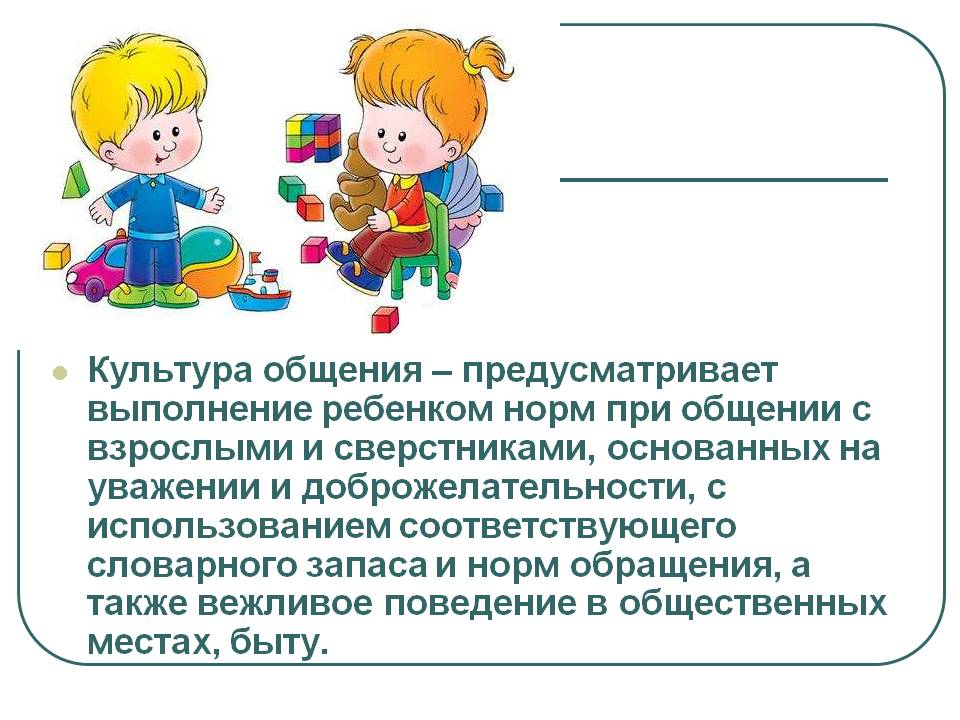 Культура общения – предусматривает
выполнение ребенком норм при общении с
взрослыми и сверстниками, основанных на
уважении и доброжелательности, с
использованием соответствующего
словарного запаса и норм обращения, а
также вежливое поведение в общественных
местах, быту.